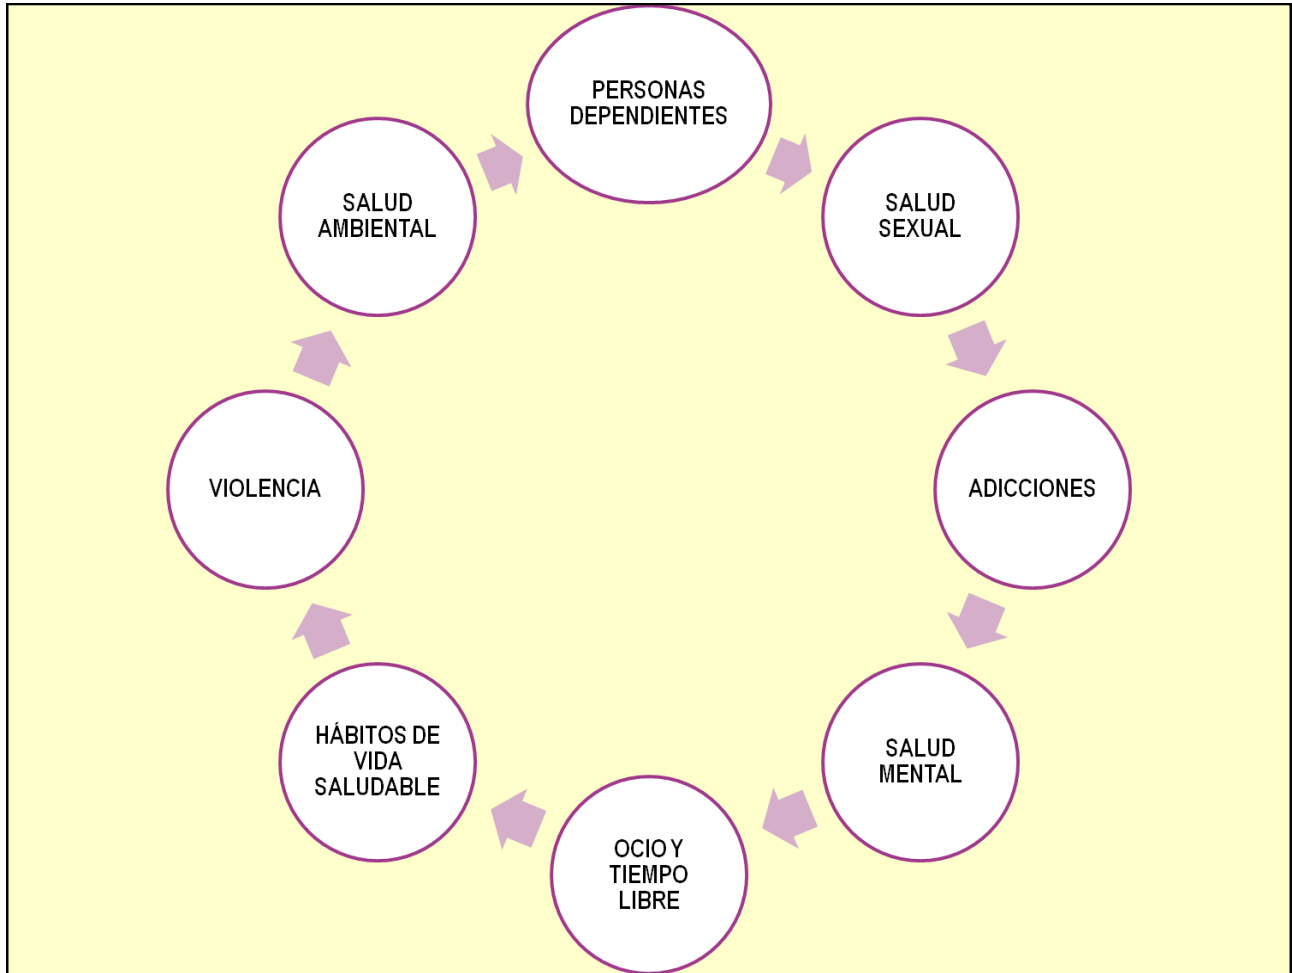 PERSONAS
DEPENDIENTES
SALUD
SEXUAL
ADICCIONES
SALUD
MENTAL
OCIO Y
TIEMPO
LIBRE
HÁBITOS DE
VIDA
SALUDABLE
VIOLENCIA
SALUD
AMBIENTAL